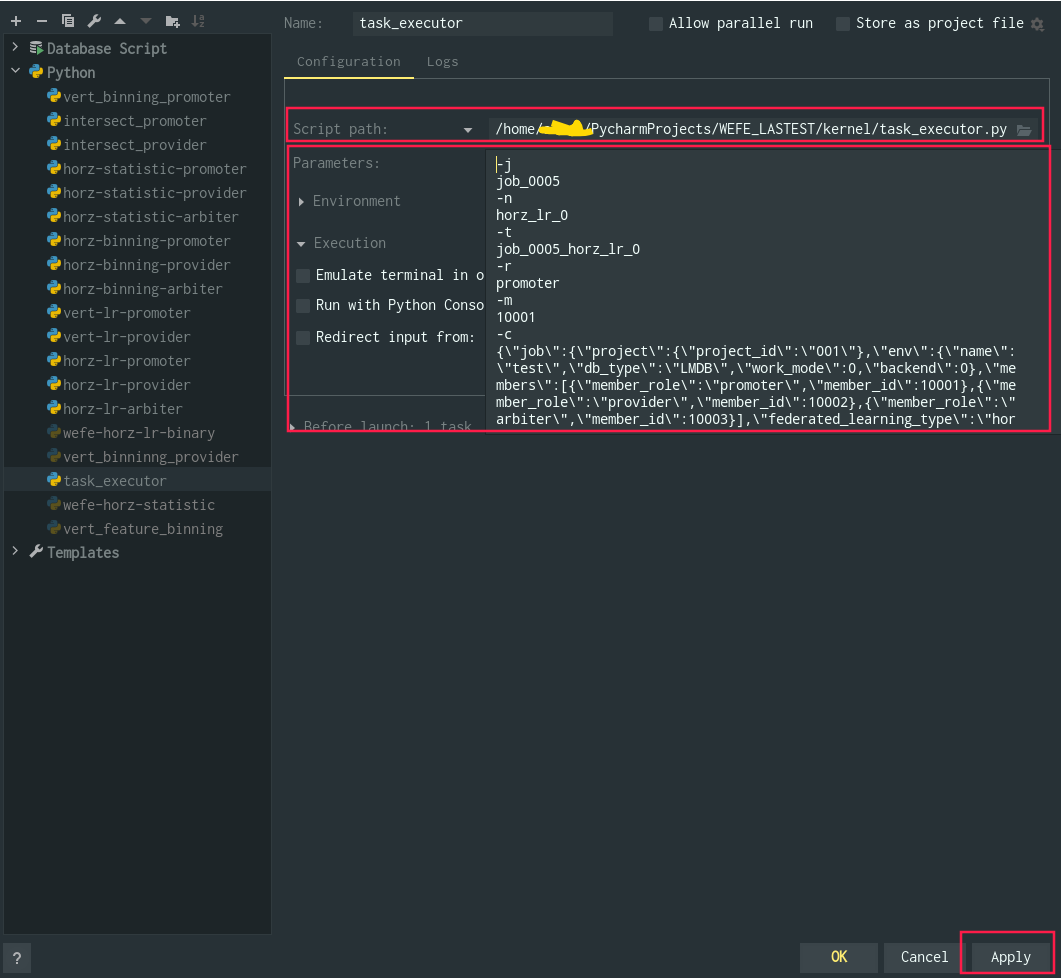 Name: task_executor Allow parallel run Store as project file
Database Script
Python
vert_binning_promoter
intersect_promoter
intersect_provider
horz-statistic-promoter
horz-statistic-provider
horz-statistic-arbiter
horz-binning-promoter
horz-binning-provider
horz-binning-arbiter
vert-lr-promoter
vert-lr-provider
horz-lr-promoter
horz-lr-provider
horz-lr-arbiter
wefe-horz-lr-binary
vert_binninng_provider
task_executor
wefe-horz-statistic
vert_feature_binning
Templates
Configuration Logs
Script path: /home/ /PycharmProjects/WEFE_LASTEST/kernel/task_executor.py
Parameters:
Environment
Execution
Emulate terminal in o
Run with Python Conso
Redirect input from:
Before launch: 1 task
-j
job_0005
-n
horz_lr_0
-t
job_0005_horz_lr_0
-r
promoter
-m
10001
-c
{\"job\":{\"project\":{\"project_id\":\"001\"},\"env\":{\"name\":
\"test\",\"db_type\":\"LMDB\",\"work_mode\":0,\"backend\":0},\"me
mbers\":[{\"member_role\":\"promoter\",\"member_id\":10001},{\"me
mber_role\":\"provider\",\"member_id\":10002},{\"member_role\":\"
arbiter\",\"member_id\":10003}],\"federated_learning_type\":\"hor
?
OK Cancel Apply